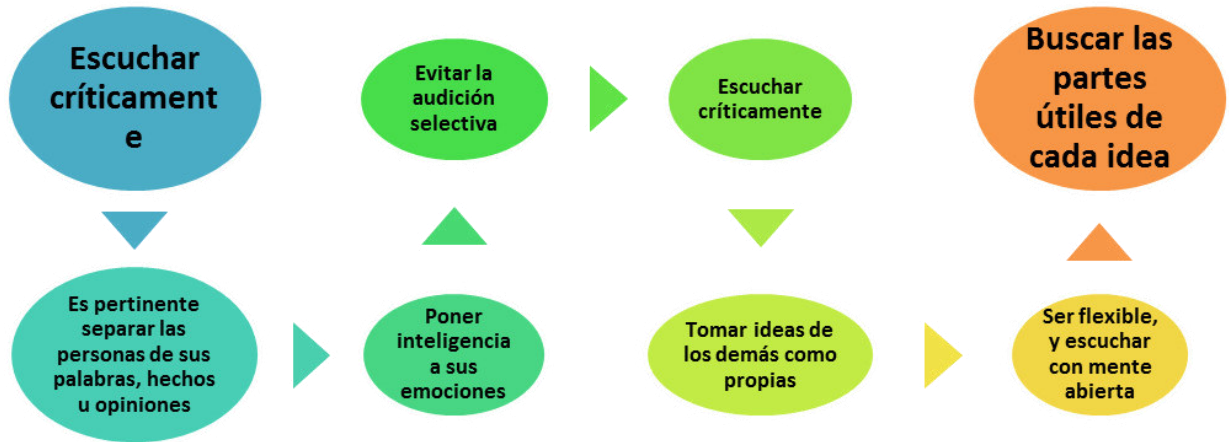 Escuchar
críticament
e
Es pertinente
separar las
personas de sus
palabras, hechos
u opiniones
Poner
inteligencia
a sus
emociones
Evitar la
audición
selectiva
Escuchar
críticamente
Tomar ideas de
los demás como
propias
Ser flexible,
y escuchar
con mente
abierta
Buscar las
partes
útiles de
cada idea